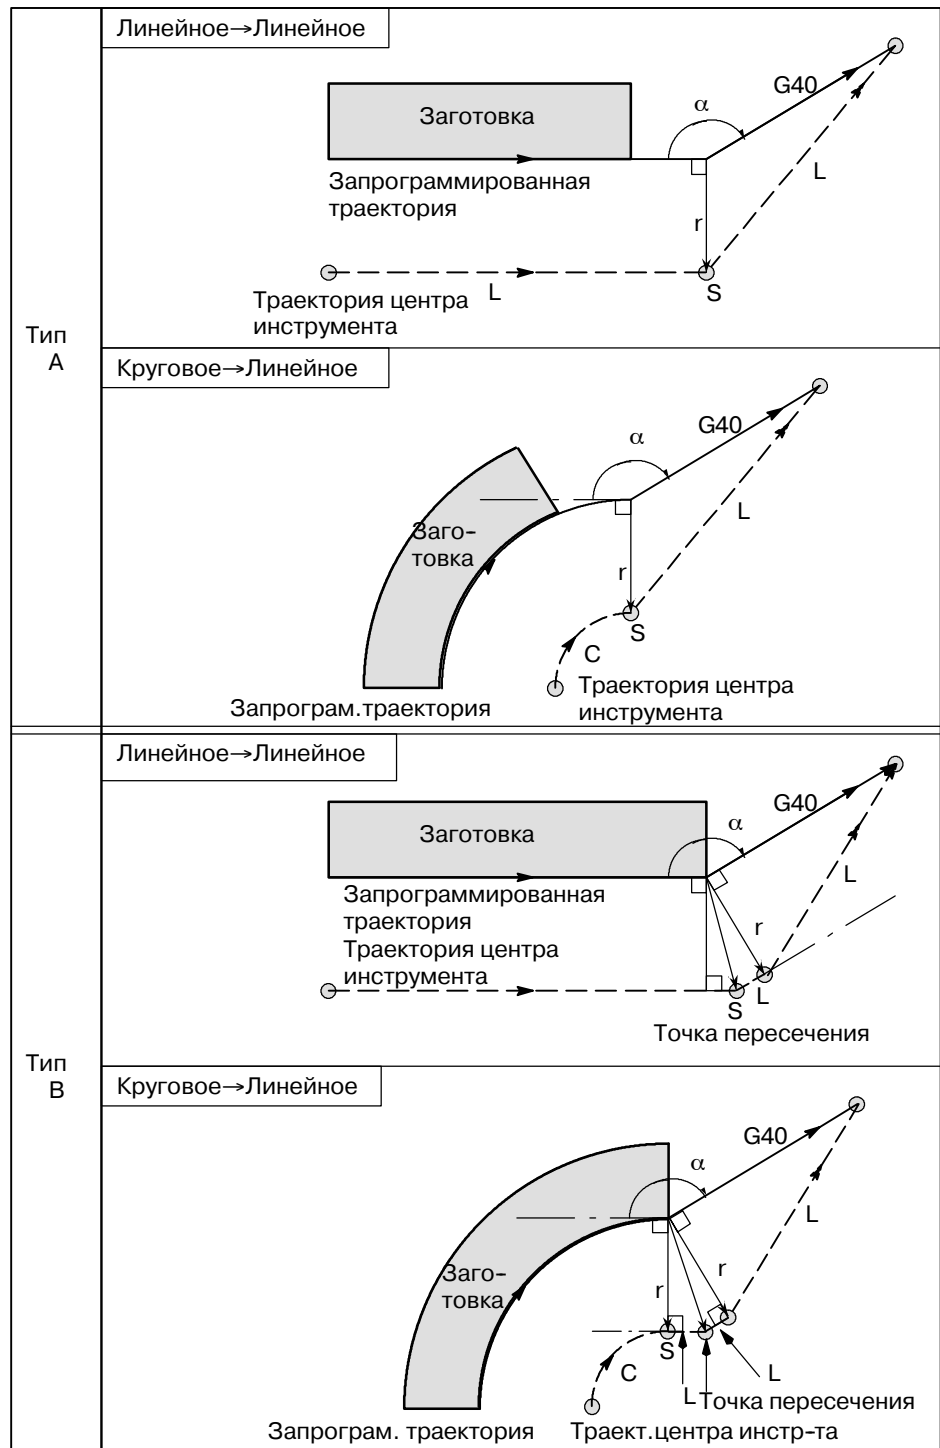 Линейное→Линейное
G40
Заготовка
α
L
Запрограммированная
траектория
r
L
S
Траектория центра
инструмента
Тип
A
Круговое→Линейное
G40
α
L
Заго-
товка
r
S
C
Траектория центра
инструмента
Запрограм.траектория
Линейное→Линейное
G40
Заготовка
α
L
Запрограммированная
траектория
r
Траектория центра
инструмента
S
L
Точка пересечения
Тип
B
Круговое→Линейное
G40
α
L
Заго-
товка
r
r
S
C
L
L
Точка пересечения
Запрограм. траектория
Траект.центра инстр-та